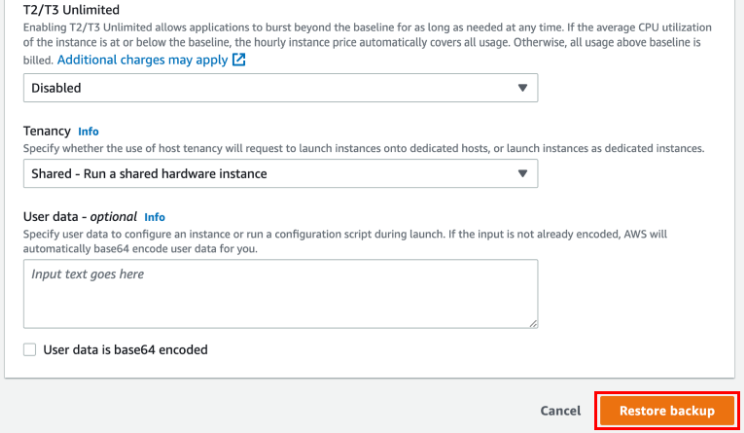 T2/T3 Unlimited
Enabling T2/T3 Unlimited allows applications to burst beyond the baseline for as long as needed at any time. If the average CPU utilization
of the instance is at or below the baseline, the hourly instance price automatically covers all usage. Otherwise, all usage above baseline is
billed. Additional charges may apply
Disabled
Tenancy Info
Specify whether the use of host tenancy will request to launch instances onto dedicated hosts, or launch instances as dedicated instances.
Shared - Run a shared hardware instance
User data - optional Info
Specify user data to configure an instance or run a configuration script during launch. If the input is not already encoded, AWS will
automatically base64 encode user data for you.
Input text goes here
User data is base64 encoded
Cancel Restore backup